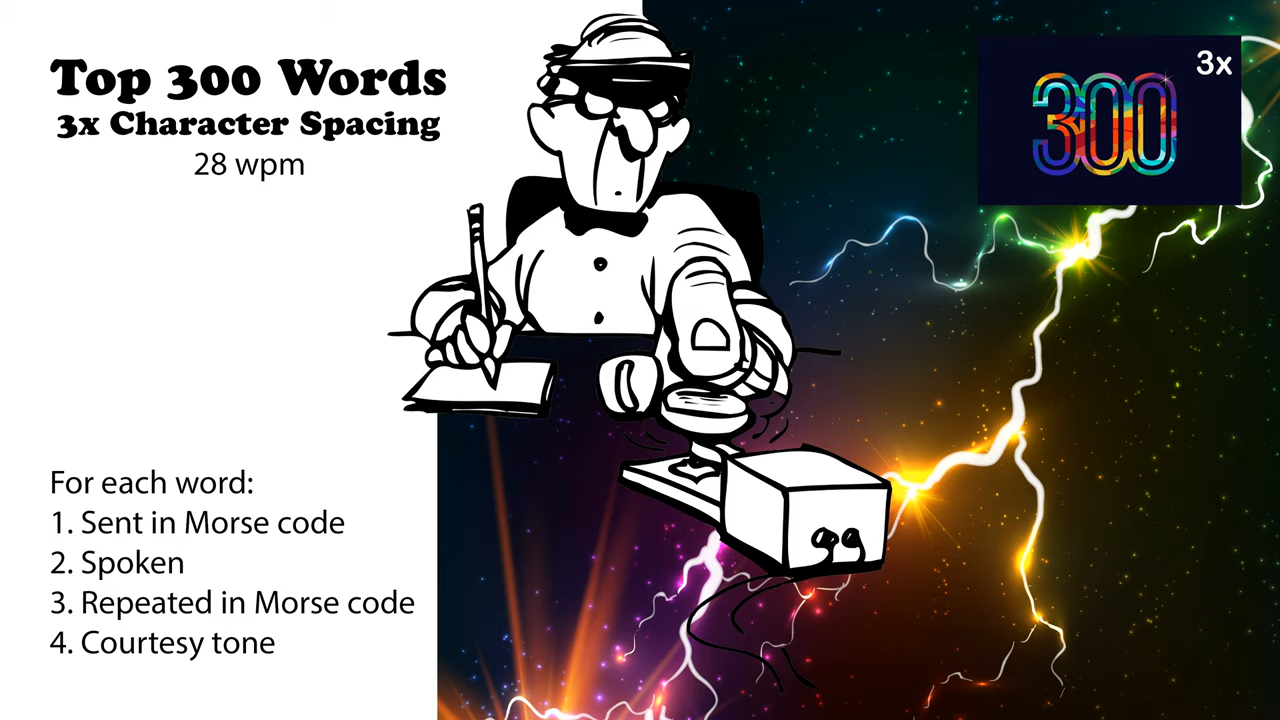 Top 300 Words
3x Character Spacing
28 wpm
3x
300
For each word:
1. Sent in Morse code
2. Spoken
3. Repeated in Morse code
4. Courtesy tone